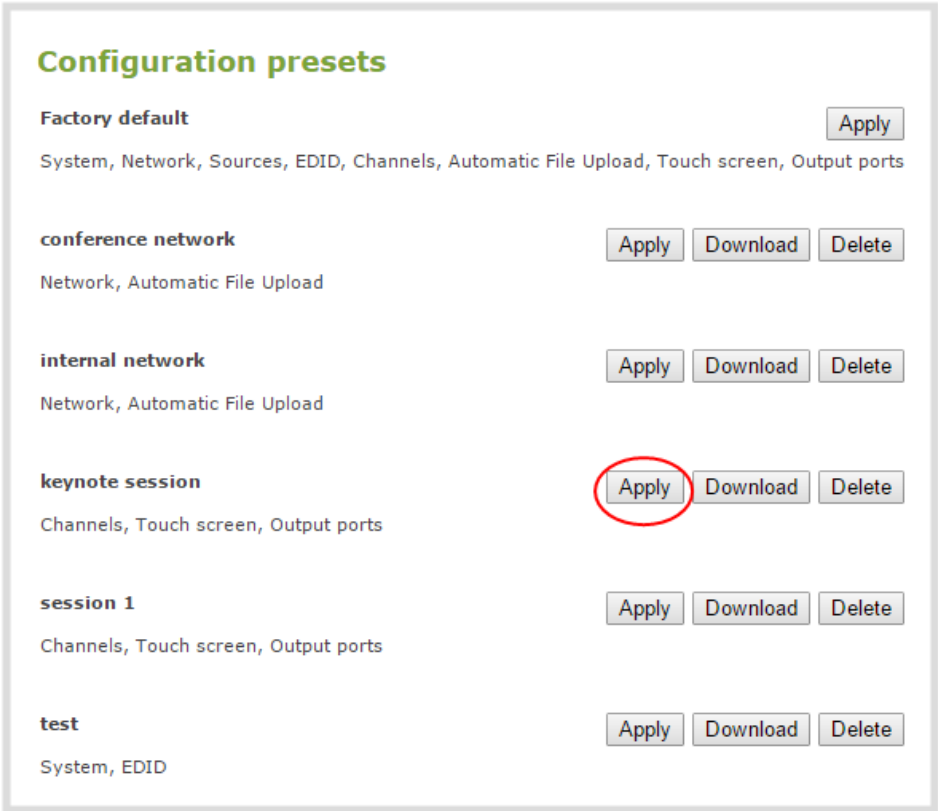 Configuration presets
Factory default
Apply
System, Network, Sources, EDID, Channels, Automatic File Upload, Touch screen, Output ports
conference network
Apply Download Delete
Network, Automatic File Upload
internal network
Apply Download Delete
Network, Automatic File Upload
keynote session
Apply Download Delete
Channels, Touch screen, Output ports
session 1
Apply Download Delete
Channels, Touch screen, Output ports
test
Apply Download Delete
System, EDID